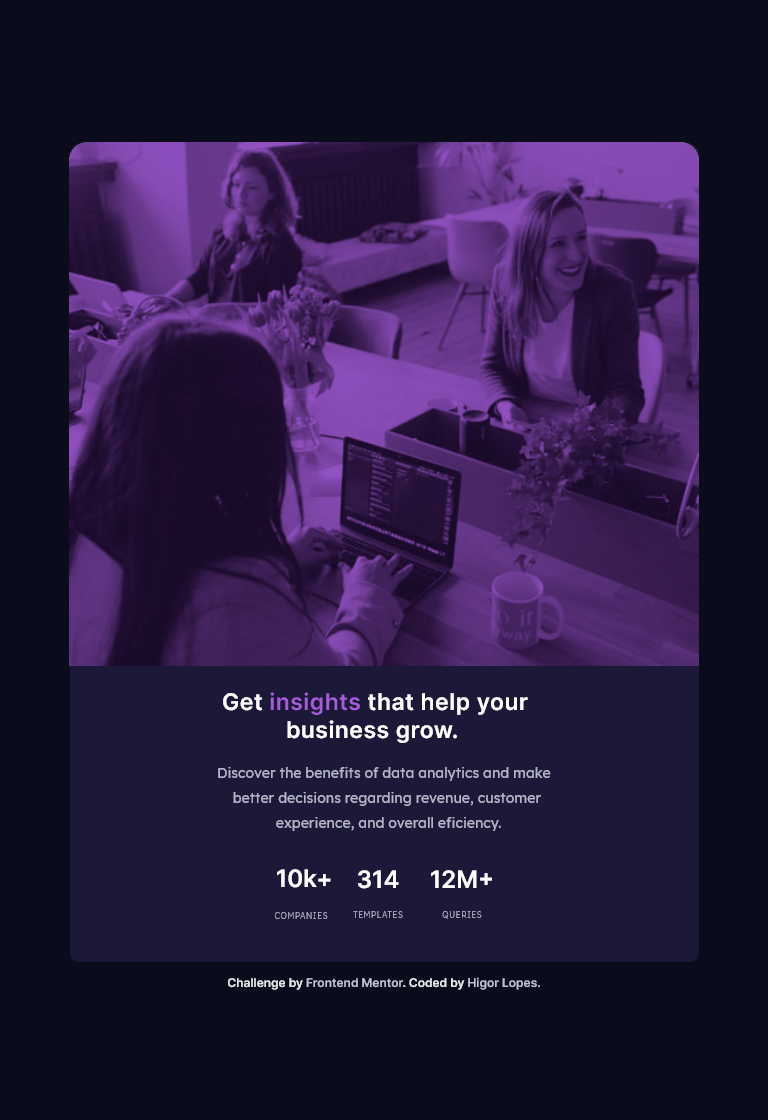 Get insights that help your
business grow.
Discover the benefits of data analytics and make
better decisions regarding revenue, customer
experience, and overall eficiency.
10k+ 314 12M+
COMPANIES TEMPLATES QUERIES
Challenge by Frontend Mentor. Coded by Higor Lopes.